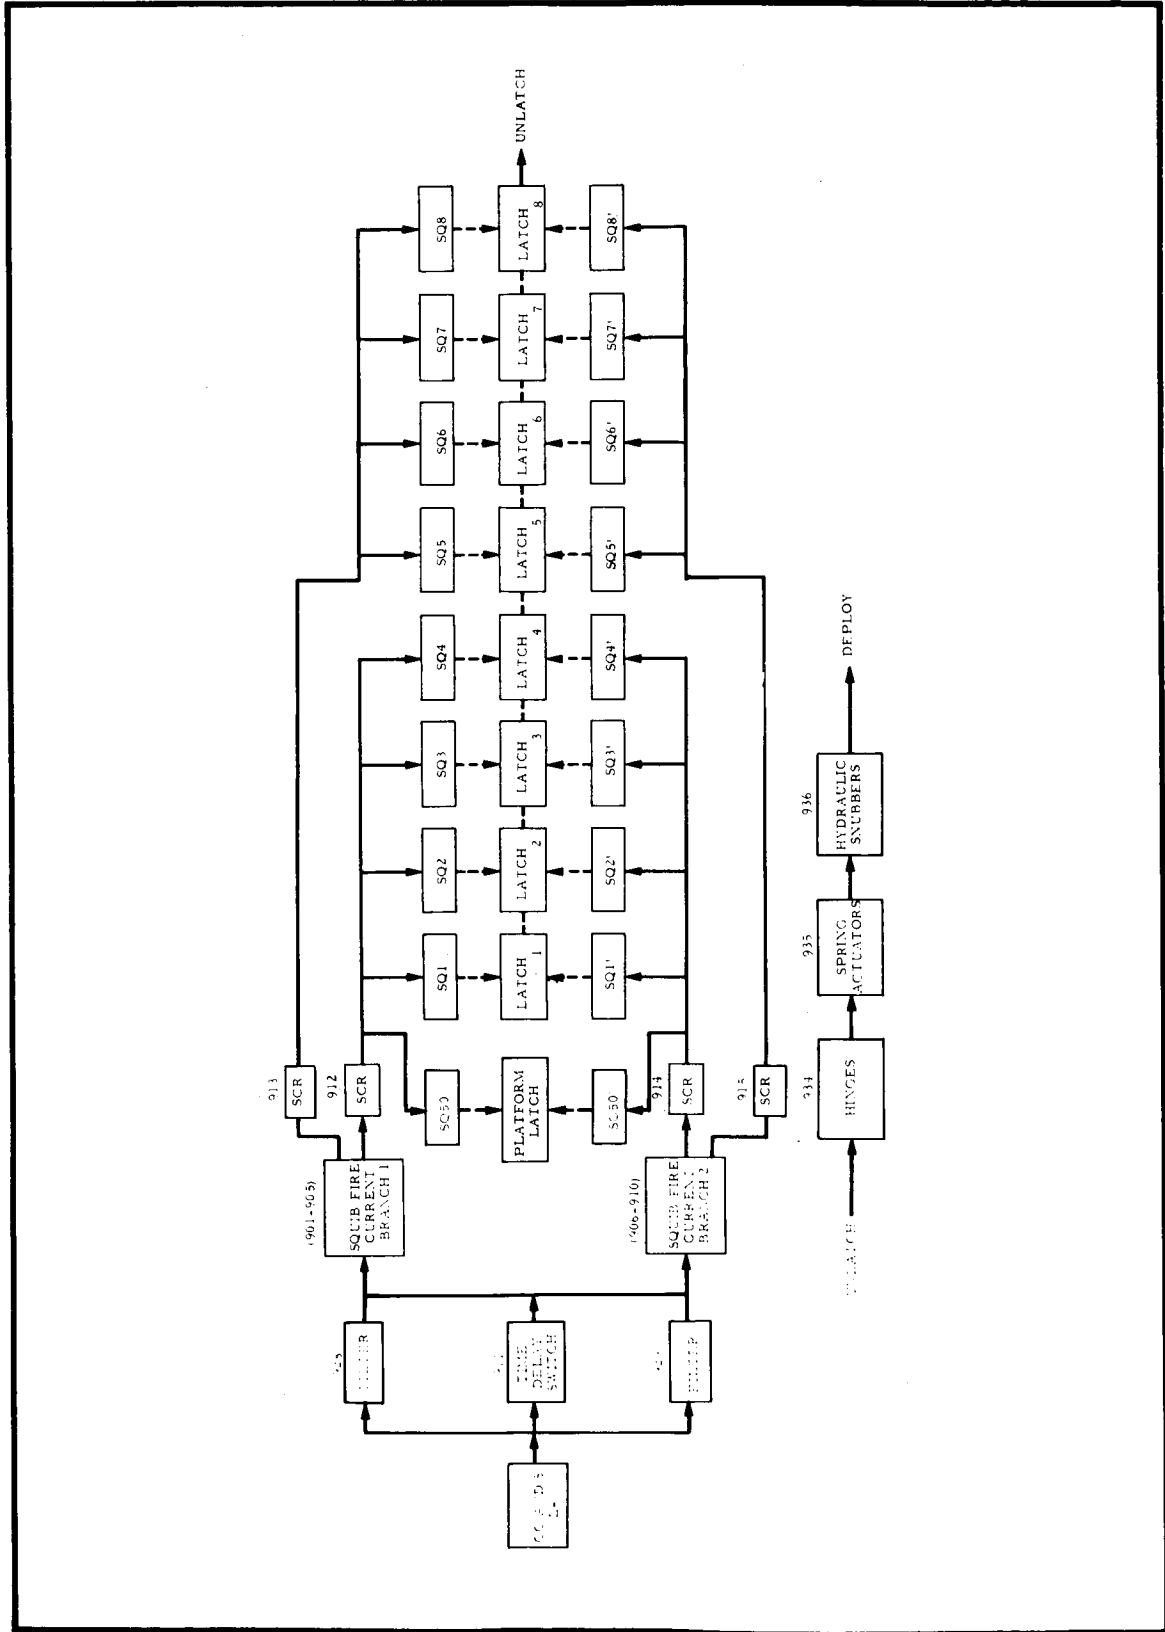 913
SCR
912
SCR
(901-905)
SQUIB FIRE
CURRENT
BRANCH 1
SQ50
SQ1
SQ2
SQ3
SQ4
SQ5
SQ6
SQ7
SQ8
TIME
DELAY
SWITCH
PLATFORM
LATCH
LATCH
1
LATCH
2
LATCH
3
LATCH
4
LATCH
5
LATCH
6
LATCH
7
LATCH
8
UNLATCH
SQ1'
SQ2'
SQ3'
SQ4'
SQ5'
SQ6'
SQ7'
SQ8'
(906-910)
SQUIB FIRE
CURRENT
BRANCH 2
914
SCR
915
SCR
934
HINGES
935
SPRING
ACTUATORS
936
HYDRAULIC
SNUBBERS
DEPLOY